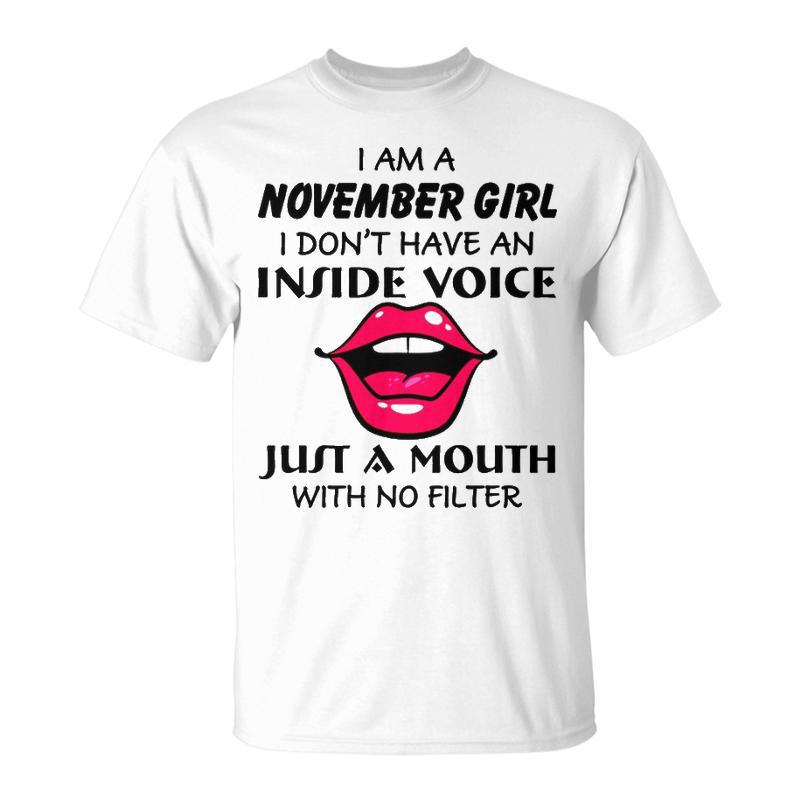 I AM A
NOVEMBER GIRL
I DON'T HAVE AN
INSIDE VOICE
JUST A MOUTH
WITH NO FILTER